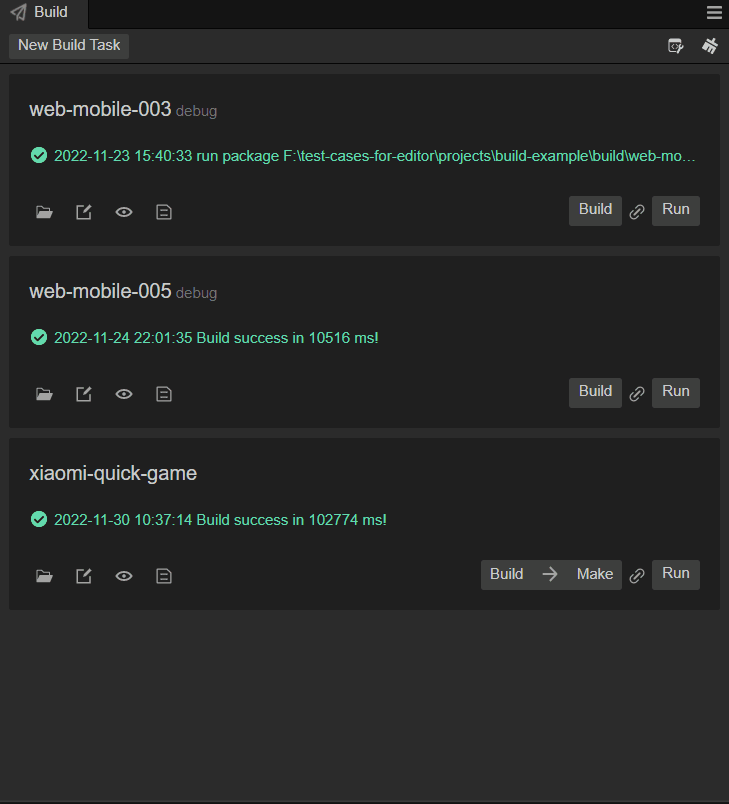 Build
New Build Task
web-mobile-003 debug
2022-11-23 15:40:33 run package F:\test-cases-for-editor\projects\build-example\build\web-mo…
Build Run
web-mobile-005 debug
2022-11-24 22:01:35 Build success in 10516 ms!
Build Run
xiaomi-quick-game
2022-11-30 10:37:14 Build success in 102774 ms!
Build → Make Run